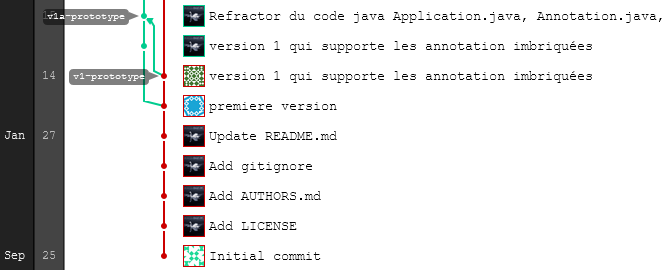 v1a-prototype Refractor du code java Application.java, Annotation.java,
version 1 qui supporte les annotation imbriquées
14 v1-prototype version 1 qui supporte les annotation imbriquées
premiere version
Jan 27 Update README.md
Add gitignore
Add AUTHORS.md
Add LICENSE
Sep 25 Initial commit